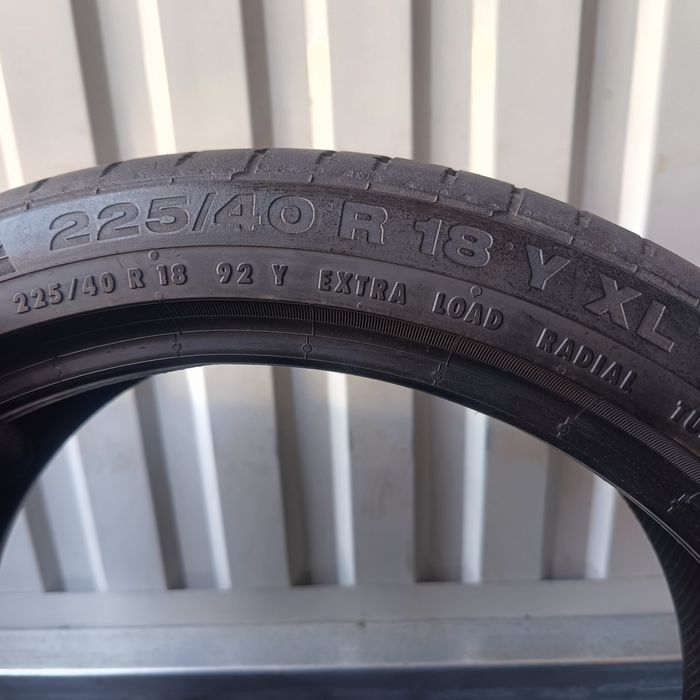 225/40 R 18 Y XL
225/40 R 18 92 Y EXTRA LOAD RADIAL